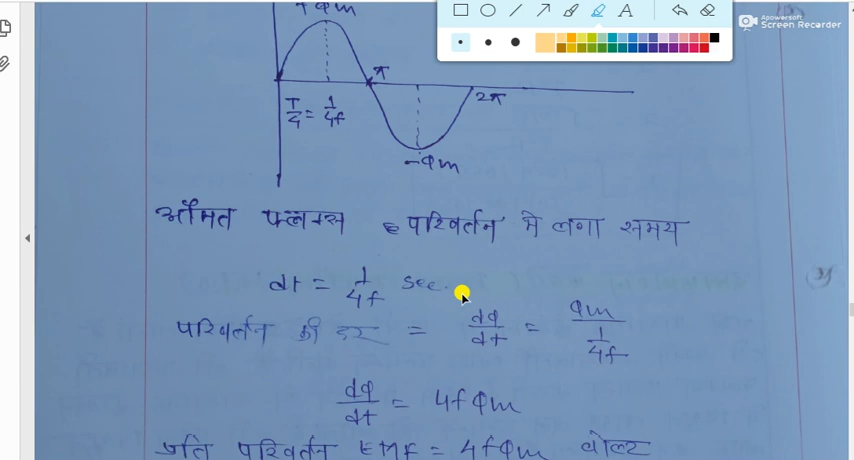 +φm
π
T/4 = 1/4f
2π
-φm
औसत फ्लक्स परिवर्तन मे लगा समय
dt = 1/4f sec.
परिवर्तन की दर = dφ/dt = φm/(1/4f)
dφ/dt = 4fφm
प्रति परिवर्तन EMF = 4fφm वोल्ट
A
Apowersoft
Screen Recorder